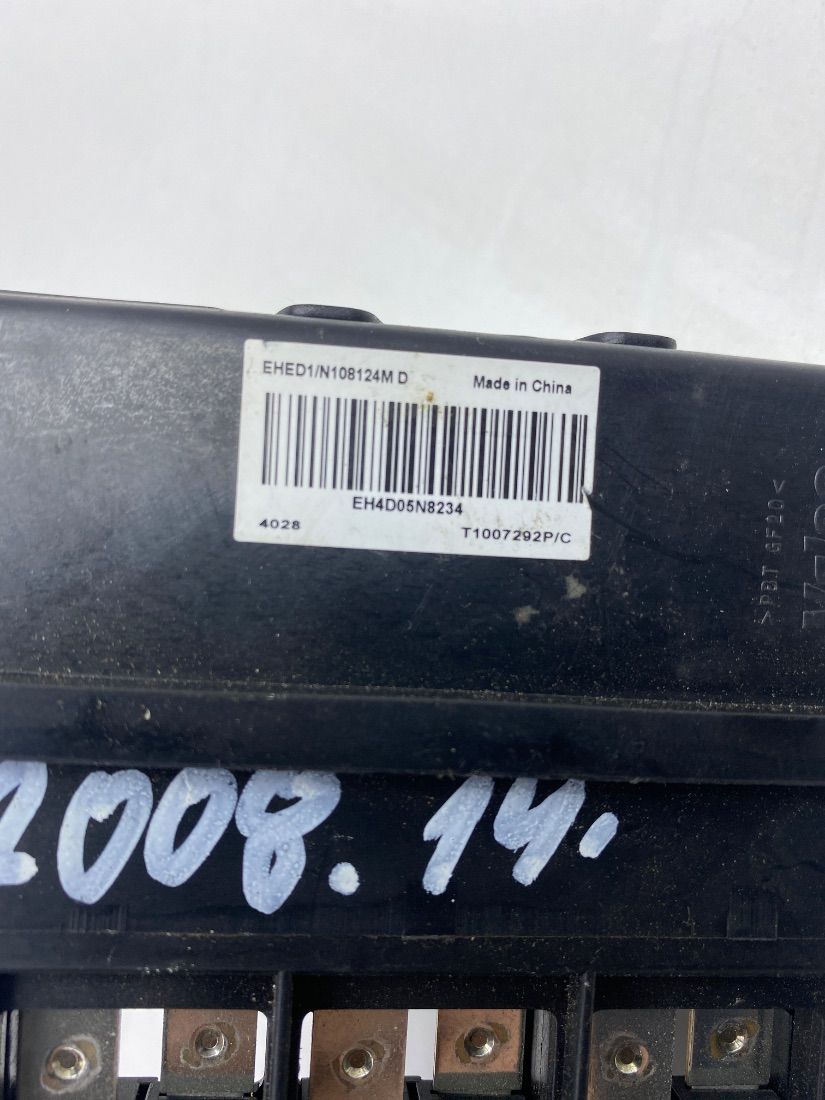 EHED1/N108124M D Made in China
EH4D05N8234
4028 T1007292P/C
>PBT GF20<
2008.14.